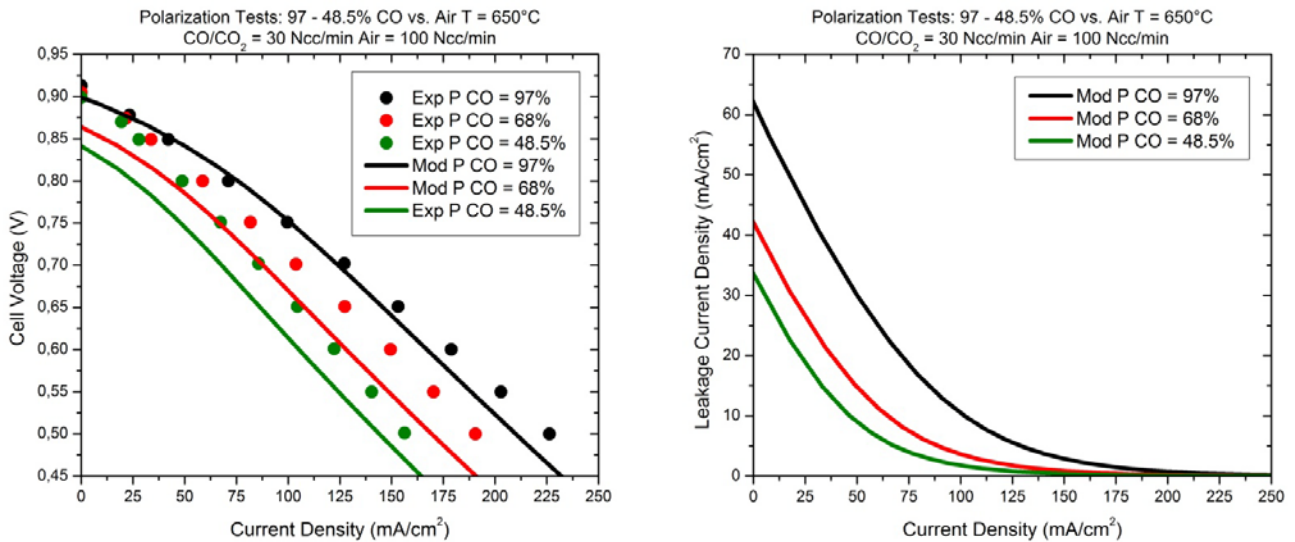 Polarization Tests: 97 - 48.5% CO vs. Air T = 650°C
CO/CO₂ = 30 Ncc/min Air = 100 Ncc/min
0,95
0,90
0,85
0,80
0,75
0,70
0,65
0,60
0,55
0,50
0,45
Cell Voltage (V)
Exp P CO = 97%
Exp P CO = 68%
Exp P CO = 48.5%
Mod P CO = 97%
Mod P CO = 68%
Exp P CO = 48.5%
0 25 50 75 100 125 150 175 200 225 250
Current Density (mA/cm²)
Polarization Tests: 97 - 48.5% CO vs. Air T = 650°C
CO/CO₂ = 30 Ncc/min Air = 100 Ncc/min
70
60
50
40
30
20
10
0
Leakage Current Density (mA/cm²)
Mod P CO = 97%
Mod P CO = 68%
Mod P CO = 48.5%
0 25 50 75 100 125 150 175 200 225 250
Current Density (mA/cm²)